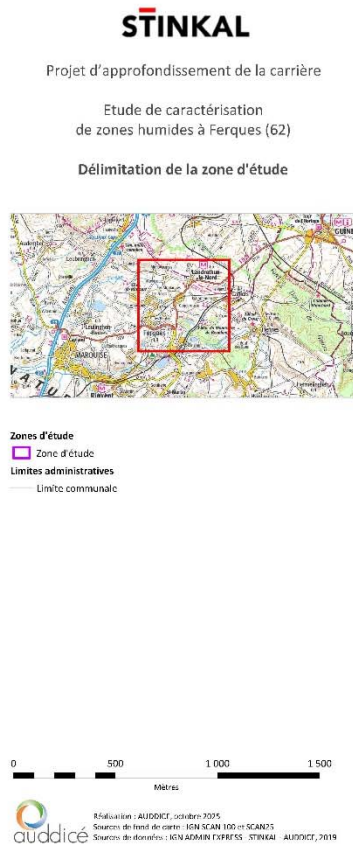 STINKAL
Projet d'approfondissement de la carrière
Etude de caractérisation
de zones humides à Ferques (62)
Délimitation de la zone d'étude
Landrethun
le Nord
Ferques
MARQUISE
Zones d'étude
Zone d'étude
Limites administratives
Limite communale
0 500 1 000 1 500
Mètres
auddicé
Réalisation : AUDDICE, octobre 2025
Sources de fond de carte : IGN SCAN 100 et SCAN25
Sources de données : IGN ADMIN EXPRESS - STINKAL - AUDDICE, 2019